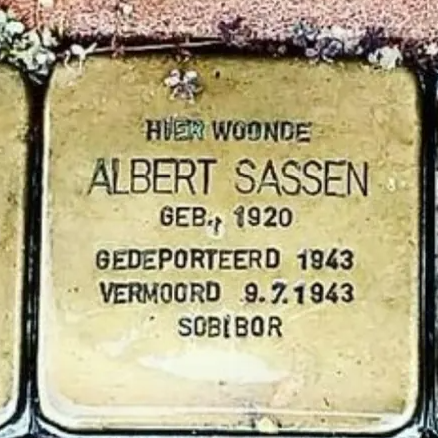 HIER WOONDE
ALBERT SASSEN
GEB. 1920
GEDEPORTEERD 1943
VERMOORD 9.7.1943
SOBIBOR